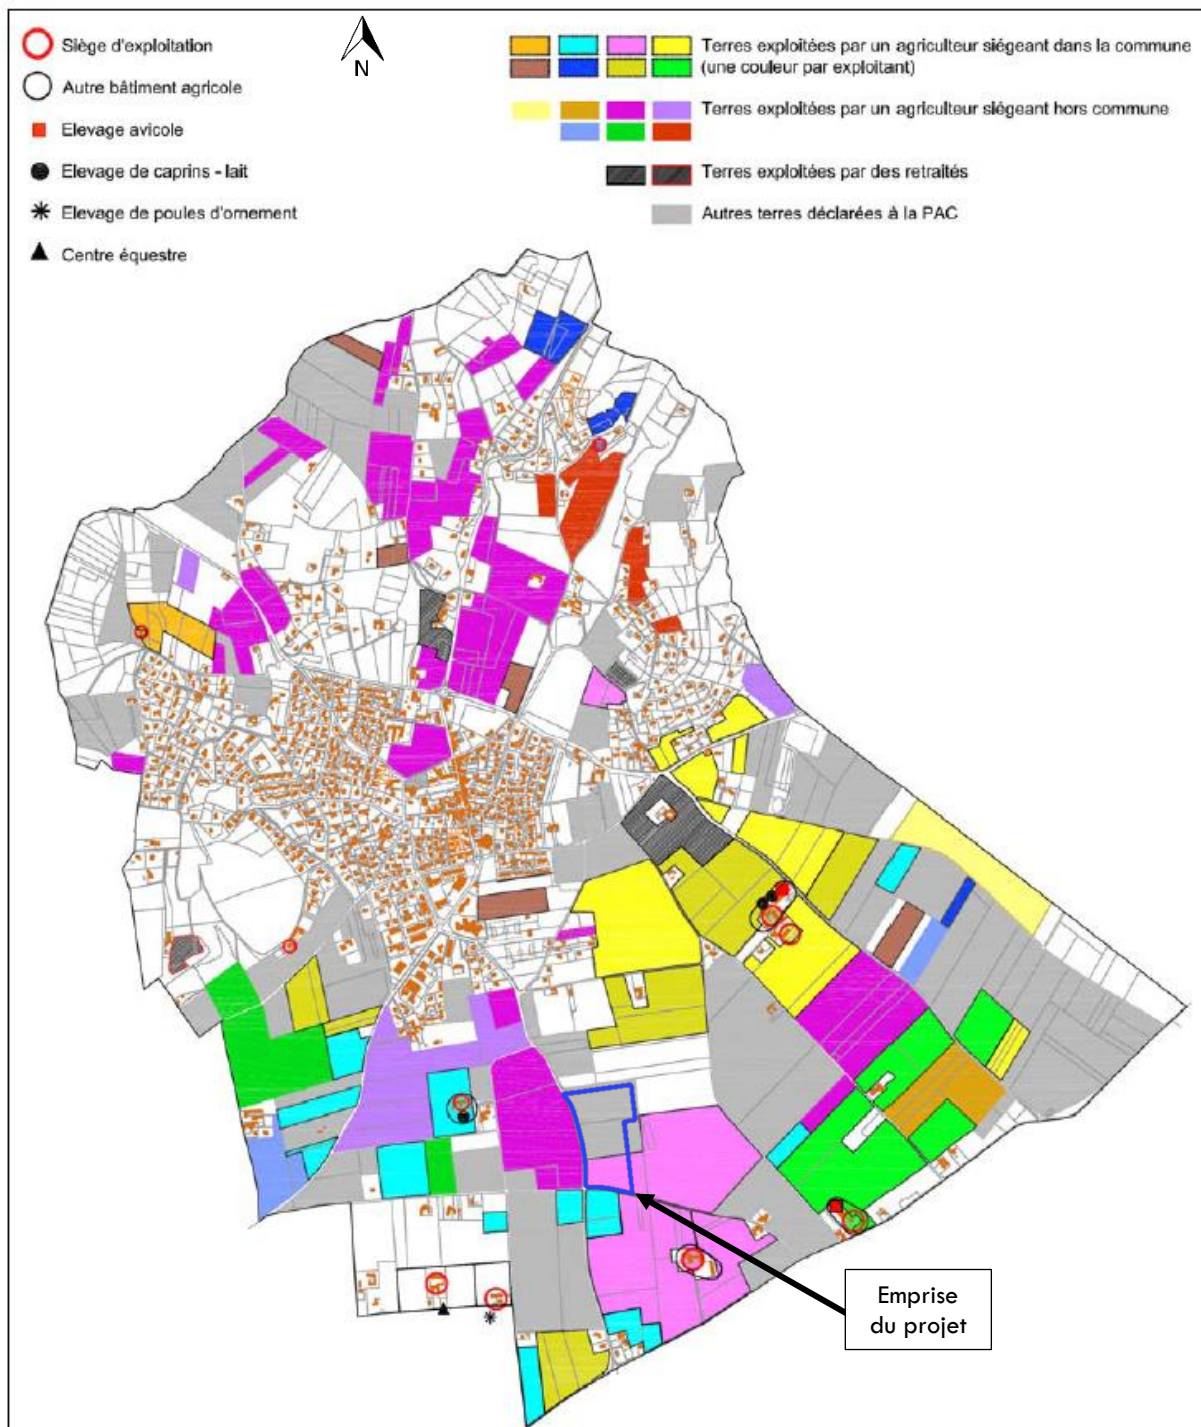 Siège d'exploitation
Autre bâtiment agricole
Elevage avicole
Elevage de caprins - lait
Elevage de poules d'ornement
Centre équestre
N
Terres exploitées par un agriculteur siégeant dans la commune
(une couleur par exploitant)
Terres exploitées par un agriculteur siégeant hors commune
Terres exploitées par des retraités
Autres terres déclarées à la PAC
Emprise
du projet